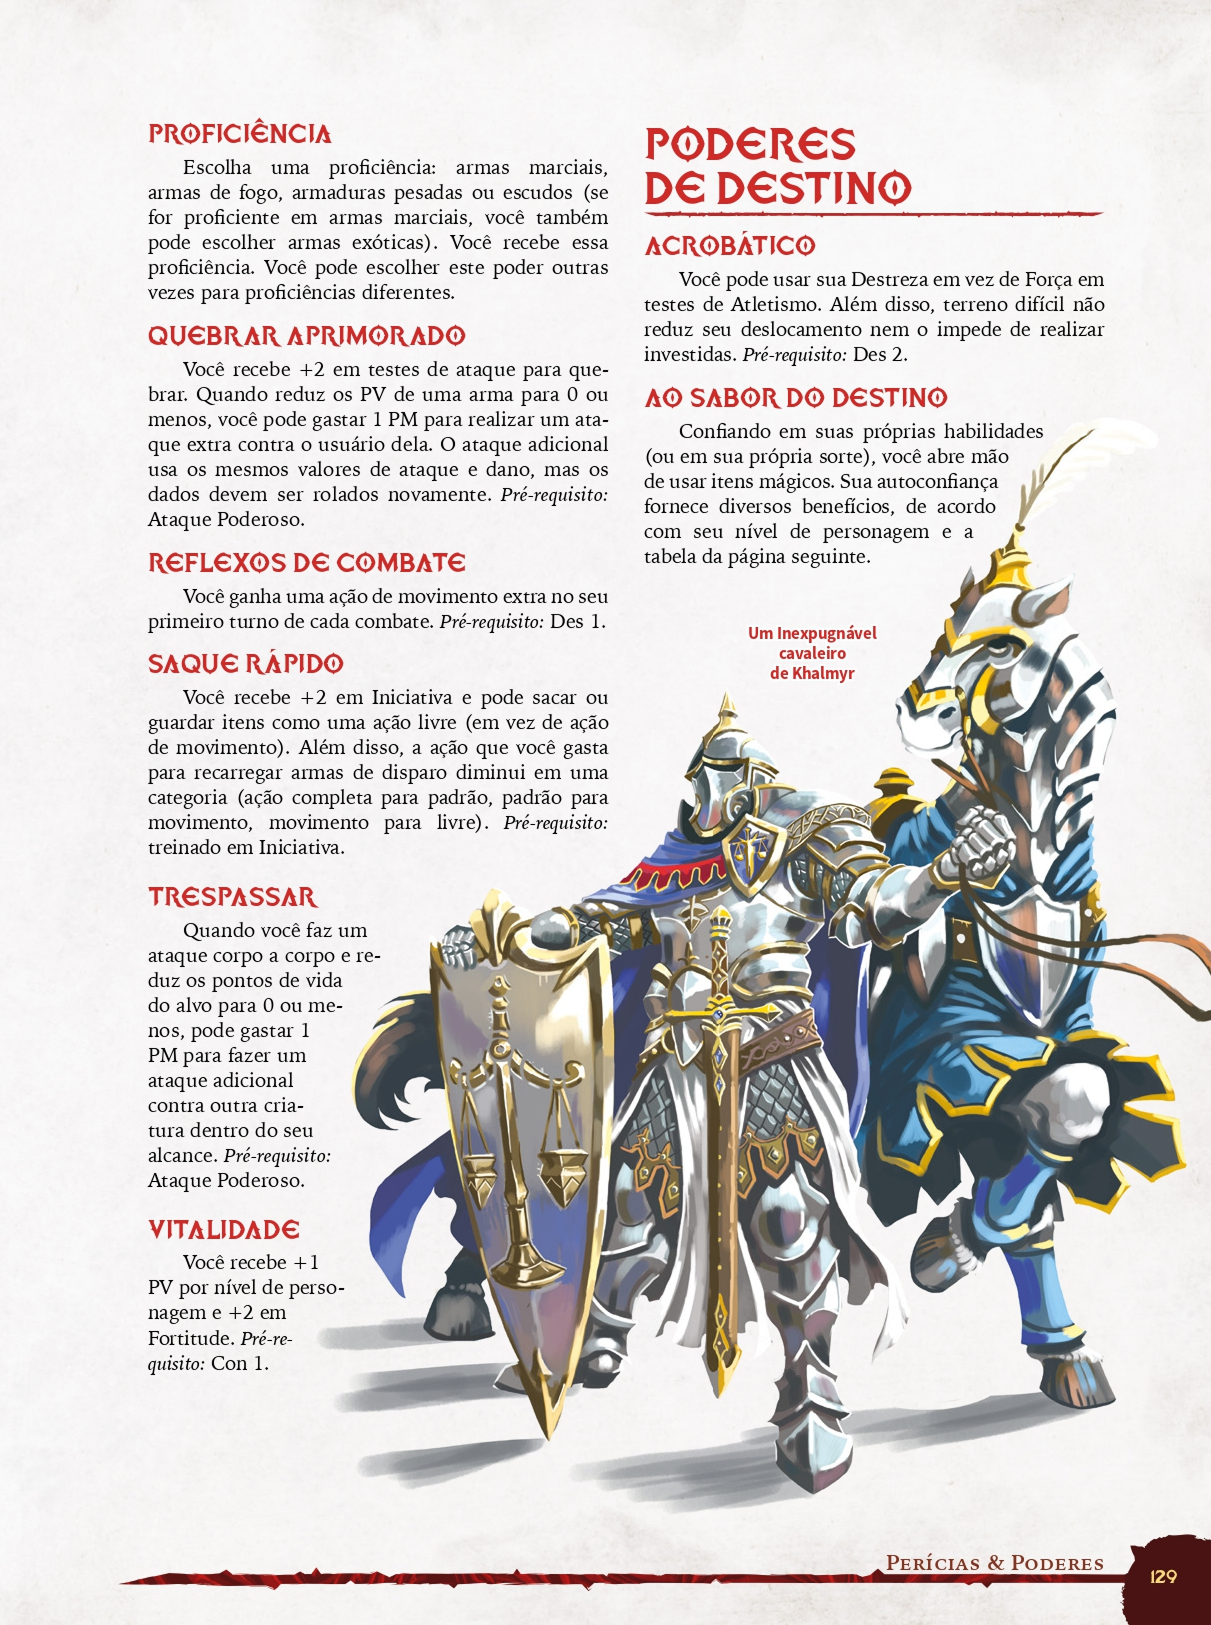 PROFICIÊNCIA
Escolha uma proficiência: armas marciais,
armas de fogo, armaduras pesadas ou escudos (se
for proficiente em armas marciais, você também
pode escolher armas exóticas). Você recebe essa
proficiência. Você pode escolher este poder outras
vezes para proficiências diferentes.
QUEBRAR APRIMORADO
Você recebe +2 em testes de ataque para que-
brar. Quando reduz os PV de uma arma para 0 ou
menos, você pode gastar 1 PM para realizar um ata-
que extra contra o usuário dela. O ataque adicional
usa os mesmos valores de ataque e dano, mas os
dados devem ser rolados novamente. Pré-requisito:
Ataque Poderoso.
REFLEXOS DE COMBATE
Você ganha uma ação de movimento extra no seu
primeiro turno de cada combate. Pré-requisito: Des 1.
SAQUE RÁPIDO
Você recebe +2 em Iniciativa e pode sacar ou
guardar itens como uma ação livre (em vez de ação
de movimento). Além disso, a ação que você gasta
para recarregar armas de disparo diminui em uma
categoria (ação completa para padrão, padrão para
movimento, movimento para livre). Pré-requisito:
treinado em Iniciativa.
TRESPASSAR
Quando você faz um
ataque corpo a corpo e re-
duz os pontos de vida
do alvo para 0 ou me-
nos, pode gastar 1
PM para fazer um
ataque adicional
contra outra cria-
tura dentro do seu
alcance. Pré-requisito:
Ataque Poderoso.
VITALIDADE
Você recebe +1
PV por nível de perso-
nagem e +2 em
Fortitude. Pré-re-
quisito: Con 1.
PODERES
DE DESTINO
ACROBÁTICO
Você pode usar sua Destreza em vez de Força em
testes de Atletismo. Além disso, terreno difícil não
reduz seu deslocamento nem o impede de realizar
investidas. Pré-requisito: Des 2.
AO SABOR DO DESTINO
Confiando em suas próprias habilidades
(ou em sua própria sorte), você abre mão
de usar itens mágicos. Sua autoconfiança
fornece diversos benefícios, de acordo
com seu nível de personagem e a
tabela da página seguinte.
Um Inexpugnável
cavaleiro
de Khalmyr
PERÍCIAS & PODERES
129